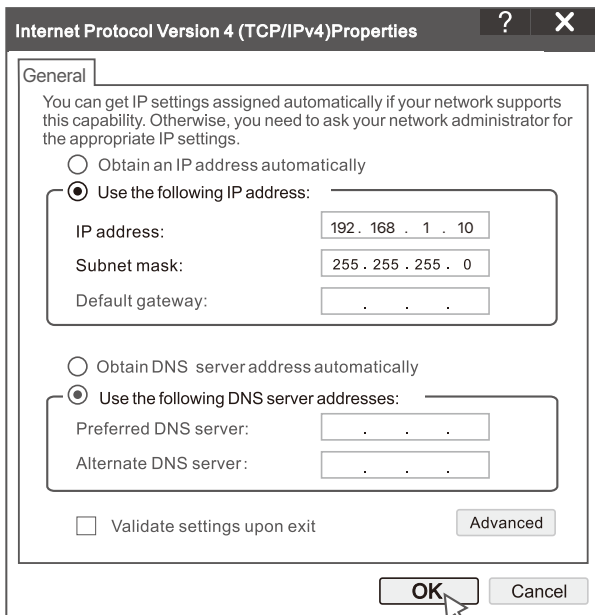 Internet Protocol Version 4 (TCP/IPv4)Properties ? X
General
You can get IP settings assigned automatically if your network supports
this capability. Otherwise, you need to ask your network administrator for
the appropriate IP settings.
Obtain an IP address automatically
Use the following IP address:
IP address: 192 . 168 . 1 . 10
Subnet mask: 255 . 255 . 255 . 0
Default gateway: . . .
Obtain DNS server address automatically
Use the following DNS server addresses:
Preferred DNS server: . . .
Alternate DNS server: . . .
Validate settings upon exit Advanced
OK Cancel